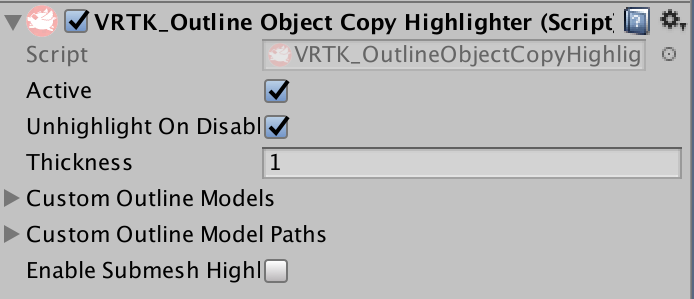 VRTK_Outline Object Copy Highlighter (Script)
Script VRTK_OutlineObjectCopyHighlig
Active
Unhighlight On Disabl
Thickness 1
Custom Outline Models
Custom Outline Model Paths
Enable Submesh Highl